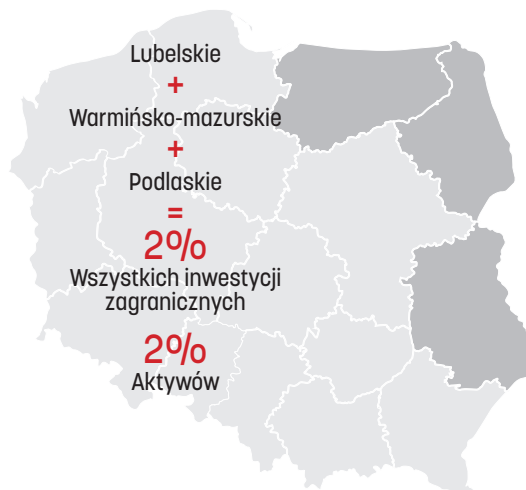 Lubelskie
+
Warmińsko-mazurskie
+
Podlaskie
=
2%
Wszystkich inwestycji
zagranicznych
2%
Aktywów